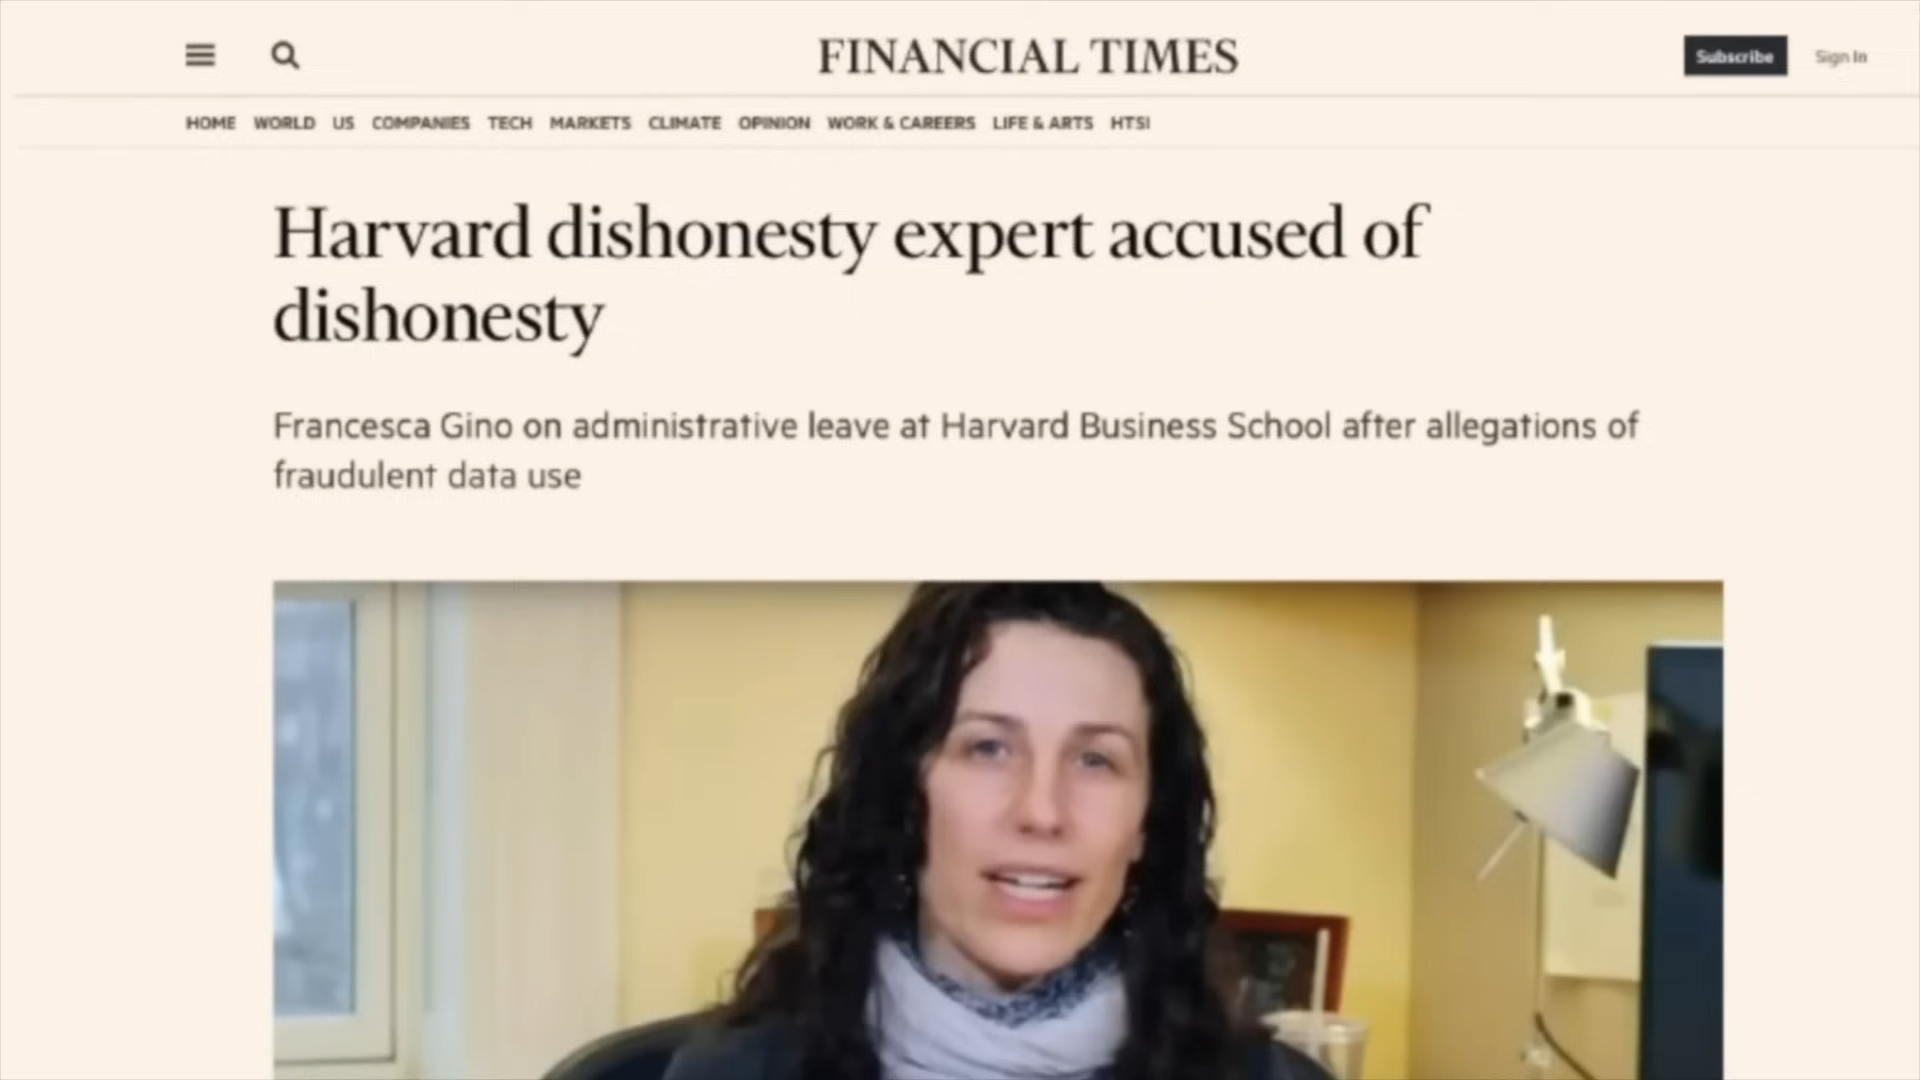 FINANCIAL TIMES
Subscribe Sign In
HOME WORLD US COMPANIES TECH MARKETS CLIMATE OPINION WORK & CAREERS LIFE & ARTS HTSI
Harvard dishonesty expert accused of
dishonesty
Francesca Gino on administrative leave at Harvard Business School after allegations of
fraudulent data use